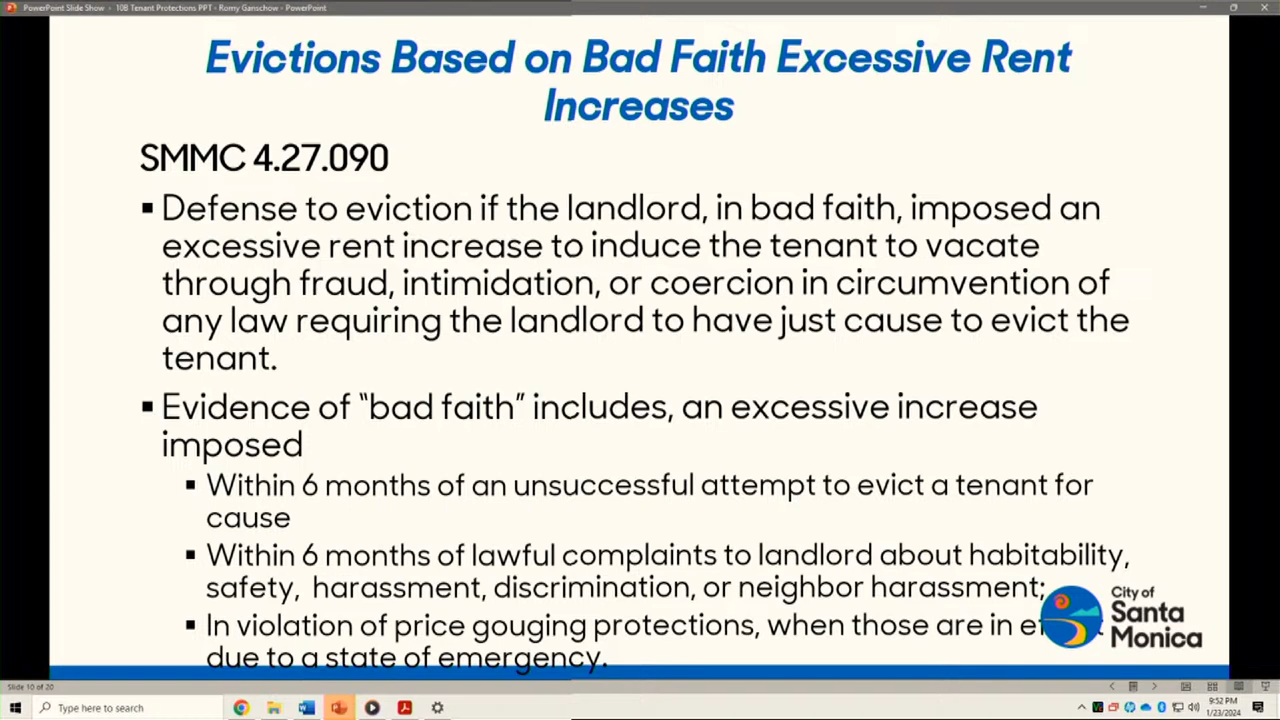 PowerPoint Slide Show - 10B Tenant Protections PPT - Romy Ganschow - PowerPoint
Evictions Based on Bad Faith Excessive Rent
Increases
SMMC 4.27.090
▪ Defense to eviction if the landlord, in bad faith, imposed an
excessive rent increase to induce the tenant to vacate
through fraud, intimidation, or coercion in circumvention of
any law requiring the landlord to have just cause to evict the
tenant.
▪ Evidence of “bad faith” includes, an excessive increase
imposed
▪ Within 6 months of an unsuccessful attempt to evict a tenant for
cause
▪ Within 6 months of lawful complaints to landlord about habitability,
safety, harassment, discrimination, or neighbor harassment;
▪ In violation of price gouging protections, when those are in
due to a state of emergency.
City of
Santa
Monica
Slide 10 of 20
Type here to search
9:52 PM
1/23/2024